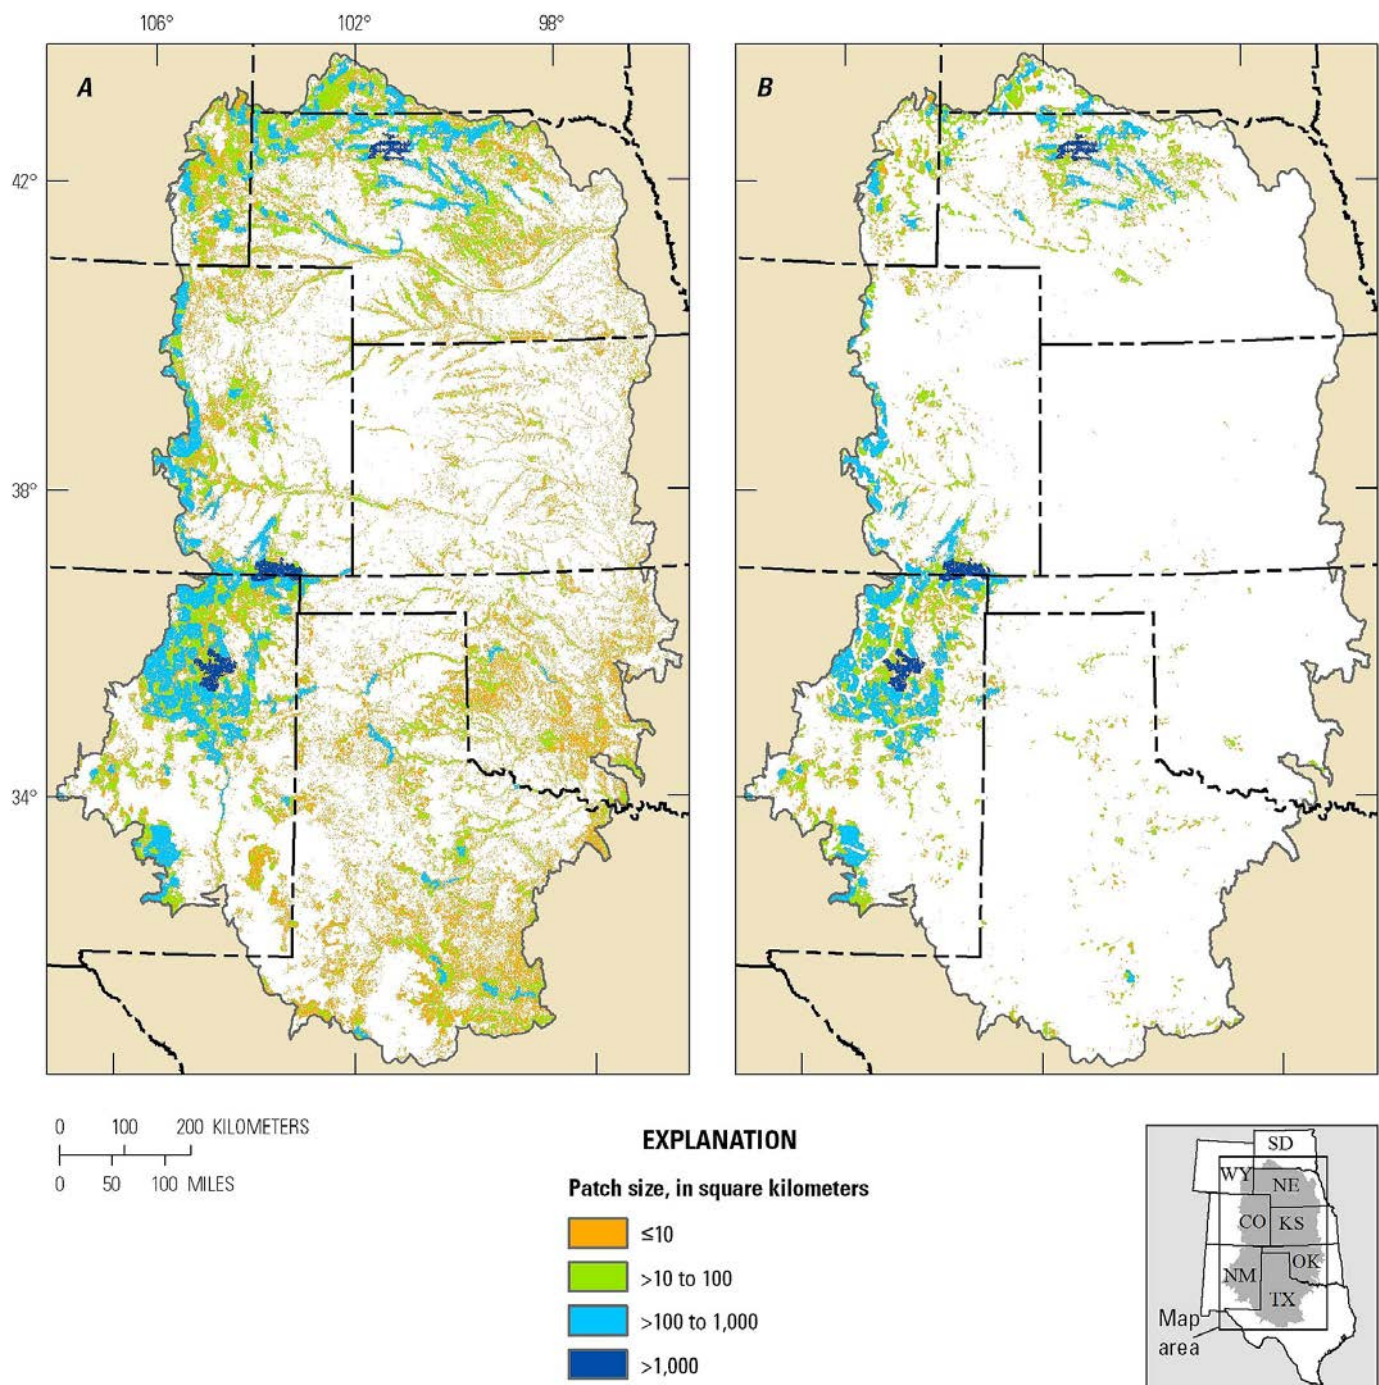 106° 102° 98°
A B
42°
38°
34°
0 100 200 KILOMETERS
0 50 100 MILES
EXPLANATION
Patch size, in square kilometers
≤10
>10 to 100
>100 to 1,000
>1,000
SD
WY
NE
CO KS
OK
NM
TX
Map
area